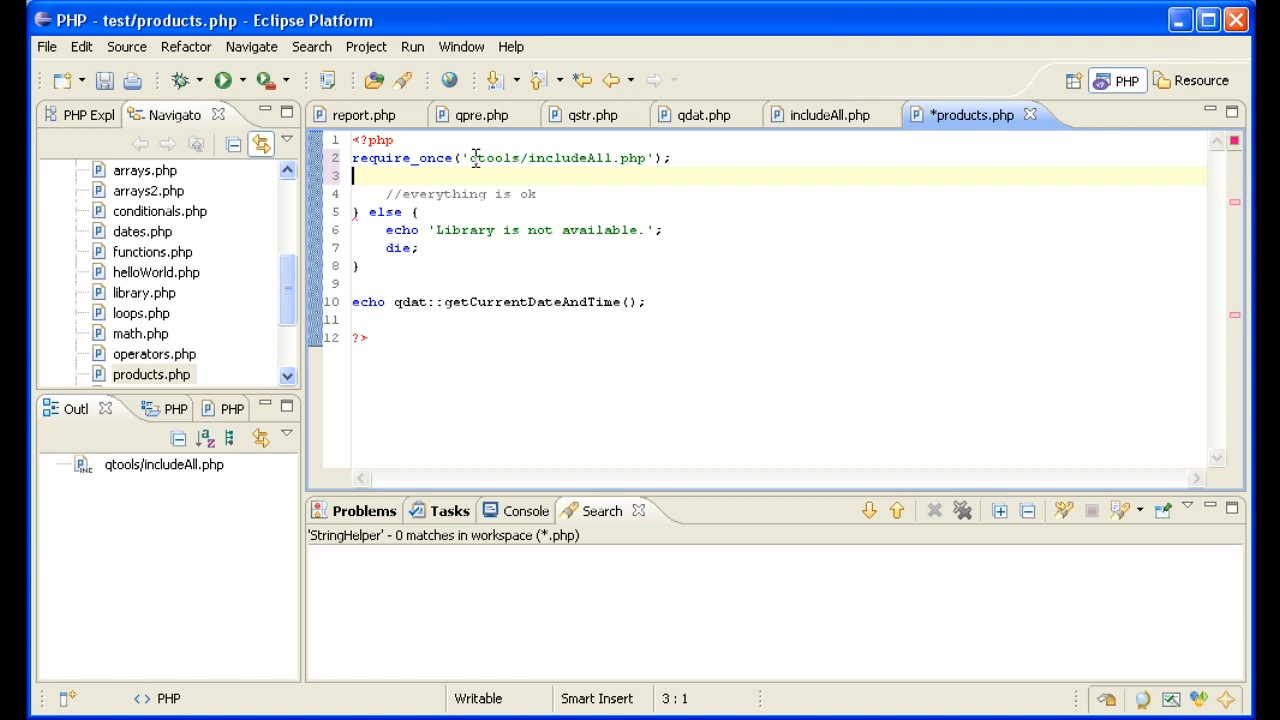 PHP - test/products.php - Eclipse Platform
File Edit Source Refactor Navigate Search Project Run Window Help
PHP Resource
PHP Expl Navigato report.php qpre.php qstr.php qdat.php includeAll.php *products.php
arrays.php
arrays2.php
conditionals.php
dates.php
functions.php
helloWorld.php
library.php
loops.php
math.php
operators.php
products.php
1 <?php
2 require_once('qtools/includeAll.php');
3
4 //everything is ok
5 } else {
6 echo 'Library is not available.';
7 die;
8 }
9
10 echo qdat::getCurrentDateAndTime();
11
12 ?>
Outl PHP PHP
qtools/includeAll.php
Problems Tasks Console Search
'StringHelper' - 0 matches in workspace (*.php)
<> PHP Writable Smart Insert 3 : 1